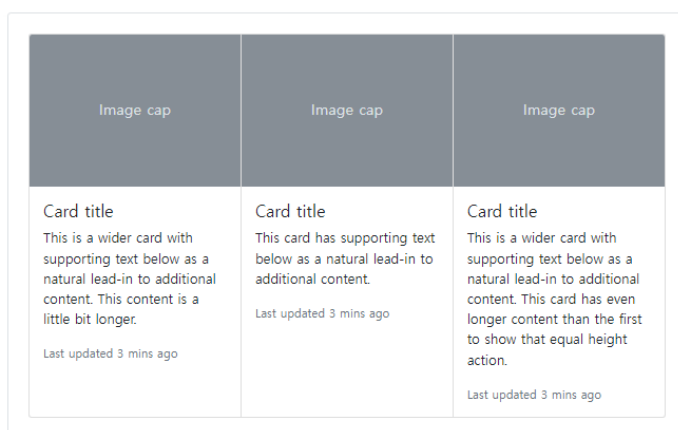 Image cap
Image cap
Image cap
Card title
This is a wider card with
supporting text below as a
natural lead-in to additional
content. This content is a
little bit longer.
Last updated 3 mins ago
Card title
This card has supporting text
below as a natural lead-in to
additional content.
Last updated 3 mins ago
Card title
This is a wider card with
supporting text below as a
natural lead-in to additional
content. This card has even
longer content than the first
to show that equal height
action.
Last updated 3 mins ago